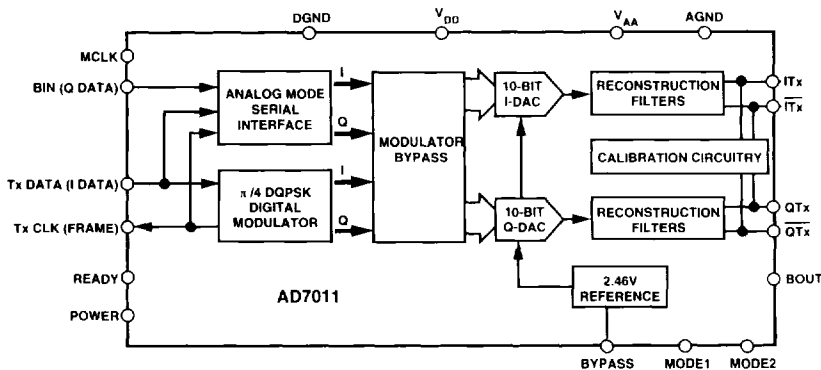 DGND
VDD
VAA
AGND
MCLK
BIN (Q DATA)
Tx DATA (I DATA)
Tx CLK (FRAME)
READY
POWER
ANALOG MODE
SERIAL
INTERFACE
I
Q
π/4 DQPSK
DIGITAL
MODULATOR
I
Q
MODULATOR
BYPASS
10-BIT
I-DAC
10-BIT
Q-DAC
RECONSTRUCTION
FILTERS
CALIBRATION CIRCUITRY
RECONSTRUCTION
FILTERS
2.46V
REFERENCE
AD7011
ITx
ITx
QTx
QTx
BOUT
BYPASS
MODE1
MODE2